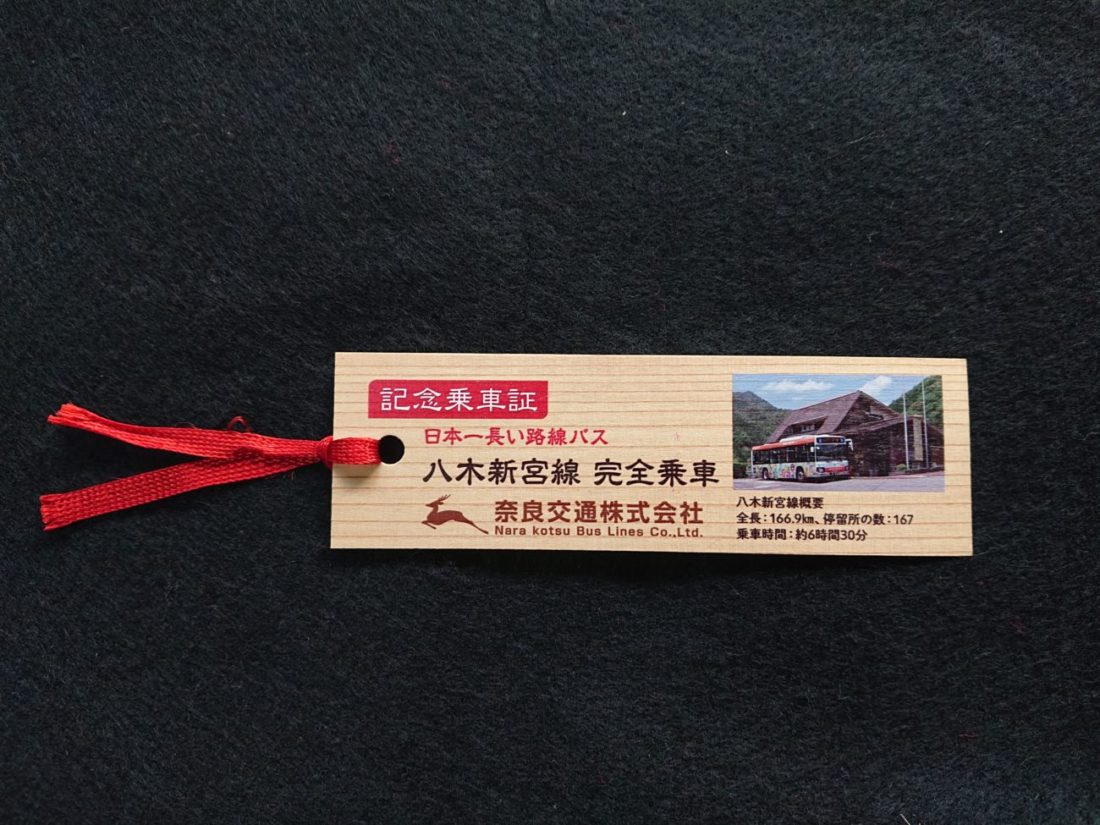 記念乗車証
日本一長い路線バス
八木新宮線 完全乗車
奈良交通株式会社
Nara kotsu Bus Lines Co.,Ltd.
八木新宮線概要
全長:166.9km、停留所の数:167
乗車時間:約6時間30分